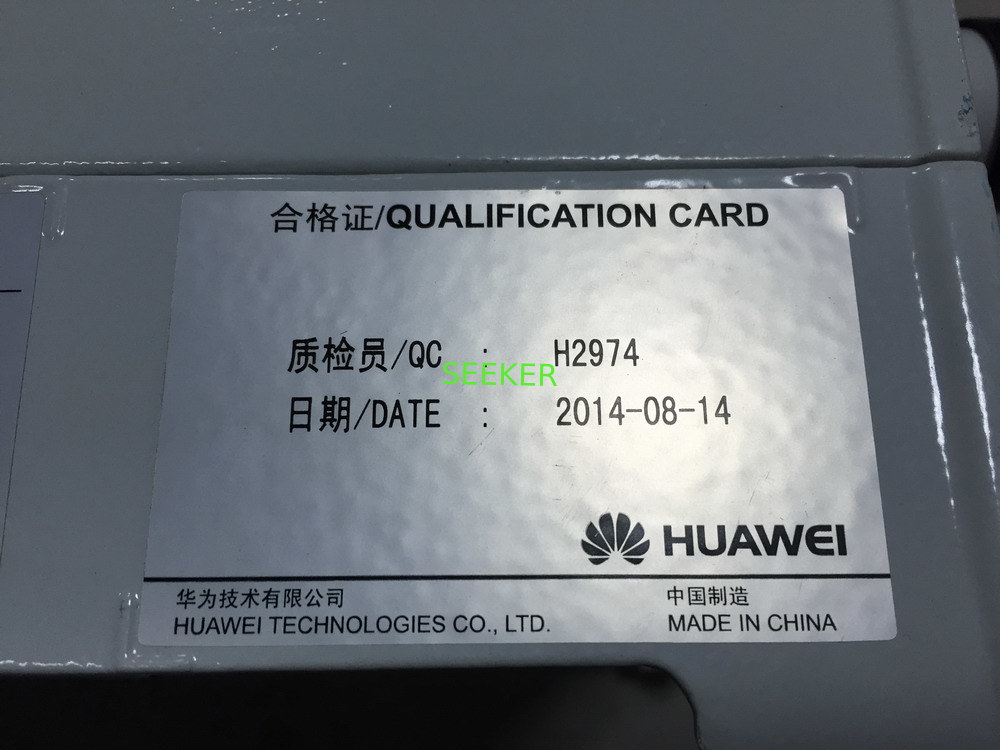 合格证/QUALIFICATION CARD
质检员/QC : H2974
SEEKER
日期/DATE : 2014-08-14
HUAWEI
华为技术有限公司 中国制造
HUAWEI TECHNOLOGIES CO., LTD. MADE IN CHINA